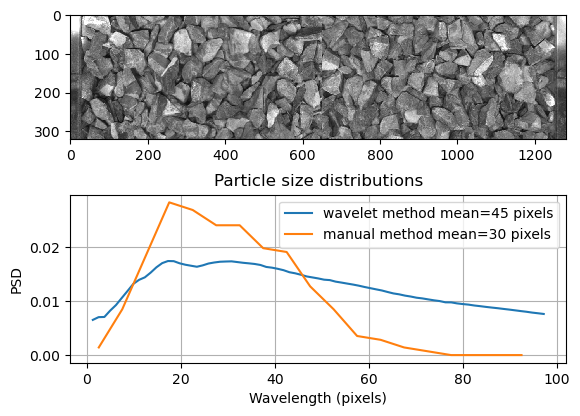 0
100
200
300
0 200 400 600 800 1000 1200
Particle size distributions
wavelet method mean=45 pixels
manual method mean=30 pixels
PSD
0.02
0.01
0.00
0 20 40 60 80 100
Wavelength (pixels)